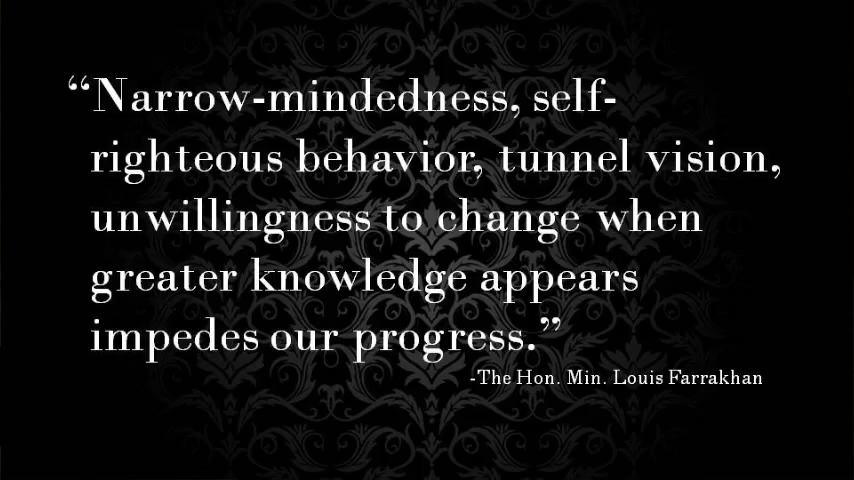 “Narrow-mindedness, self-
righteous behavior, tunnel vision,
unwillingness to change when
greater knowledge appears
impedes our progress.”
-The Hon. Min. Louis Farrakhan